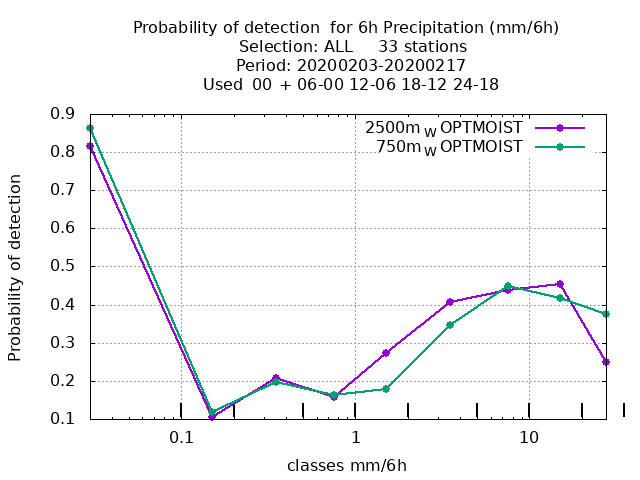 Probability of detection  for 6h Precipitation (mm/6h)
Selection: ALL     33 stations
Period: 20200203-20200217
Used  00  + 06-00 12-06 18-12 24-18
2500m W OPTMOIST
750m W OPTMOIST
0.9
0.8
0.7
0.6
0.5
0.4
0.3
0.2
0.1
Probability of detection
0.1
1
10
classes mm/6h